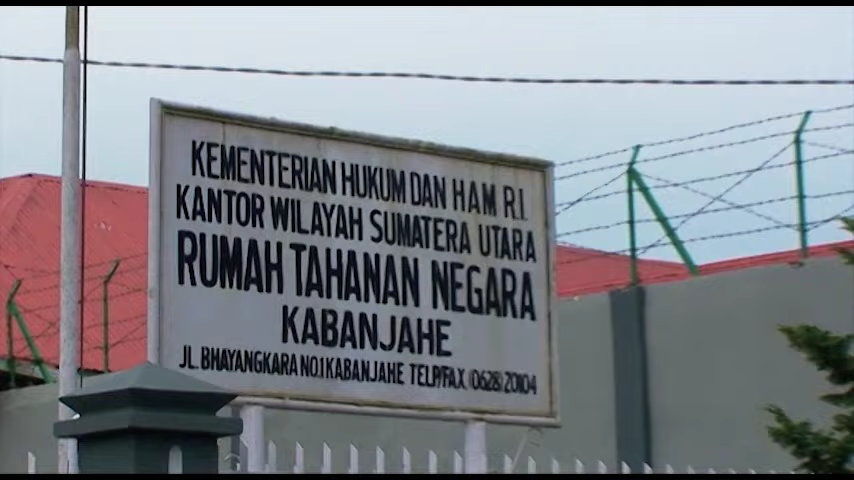 KEMENTERIAN HUKUM DAN HAM R.I.
KANTOR WILAYAH SUMATERA UTARA
RUMAH TAHANAN NEGARA
KABANJAHE
JL. BHAYANGKARA NO.1 KABANJAHE TELP/FAX (0628) 20104